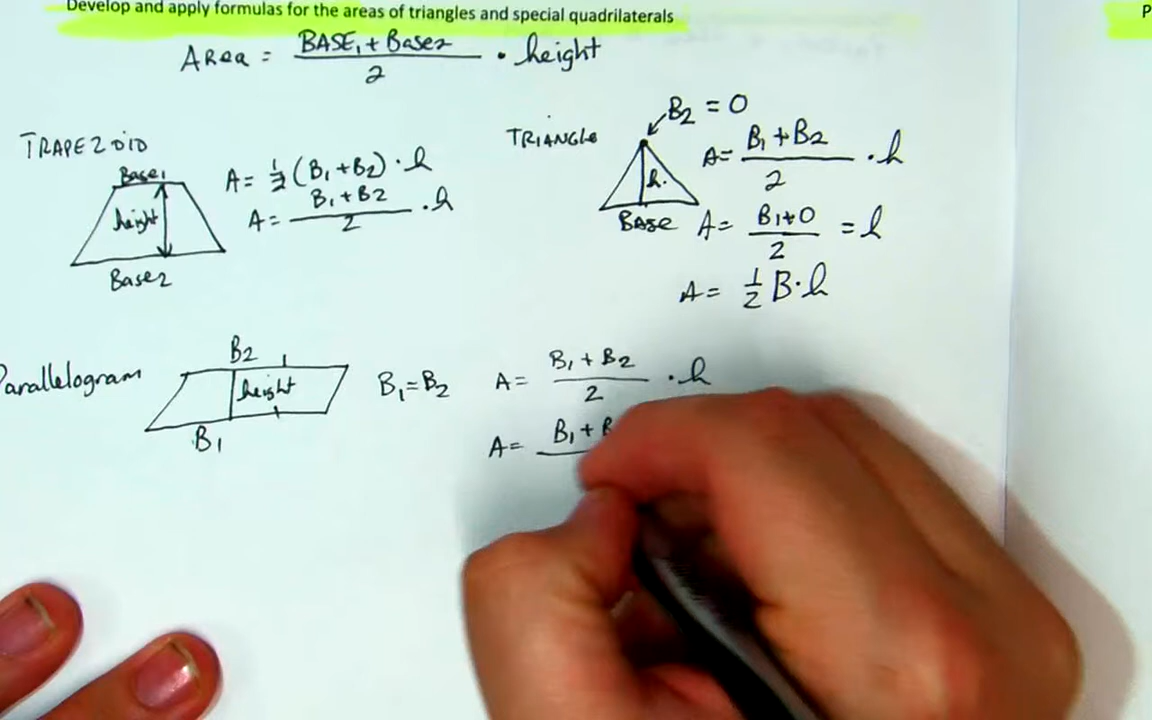 Develop and apply formulas for the areas of triangles and special quadrilaterals
P
Area = BASE1 + Base2 / 2 · height
TRAPEZOID
Base1
height
Base2
A = 1/2 (B1 + B2) · h
A = B1 + B2 / 2 · h
TRIANGLE
B2 = 0
h.
BASE
A = B1 + B2 / 2 · h
A = B1 + 0 / 2 = h
A = 1/2 B · h
Parallelogram
B2
height
B1
B1 = B2
A = B1 + B2 / 2 · h
A = B1 + B